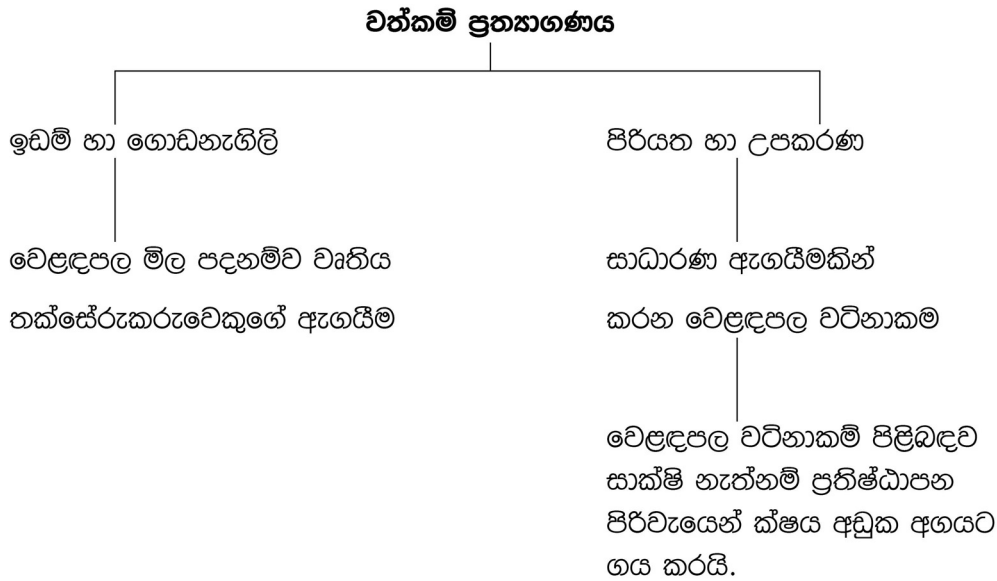 වත්කම් ප්‍රත්‍යාගණය
ඉඩම් හා ගොඩනැගිලි
පිරියත හා උපකරණ
වෙළඳපල මිල පදනම්ව වෘතිය
තක්සේරුකරුවෙකුගේ ඇගයීම
සාධාරණ ඇගයීමකින්
කරන වෙළඳපල වටිනාකම
වෙළඳපල වටිනාකම් පිළිබඳව
සාක්ෂි නැත්නම් ප්‍රතිෂ්ඨාපන
පිරිවැයෙන් ක්ෂය අඩුක අගයට
ගය කරයි.